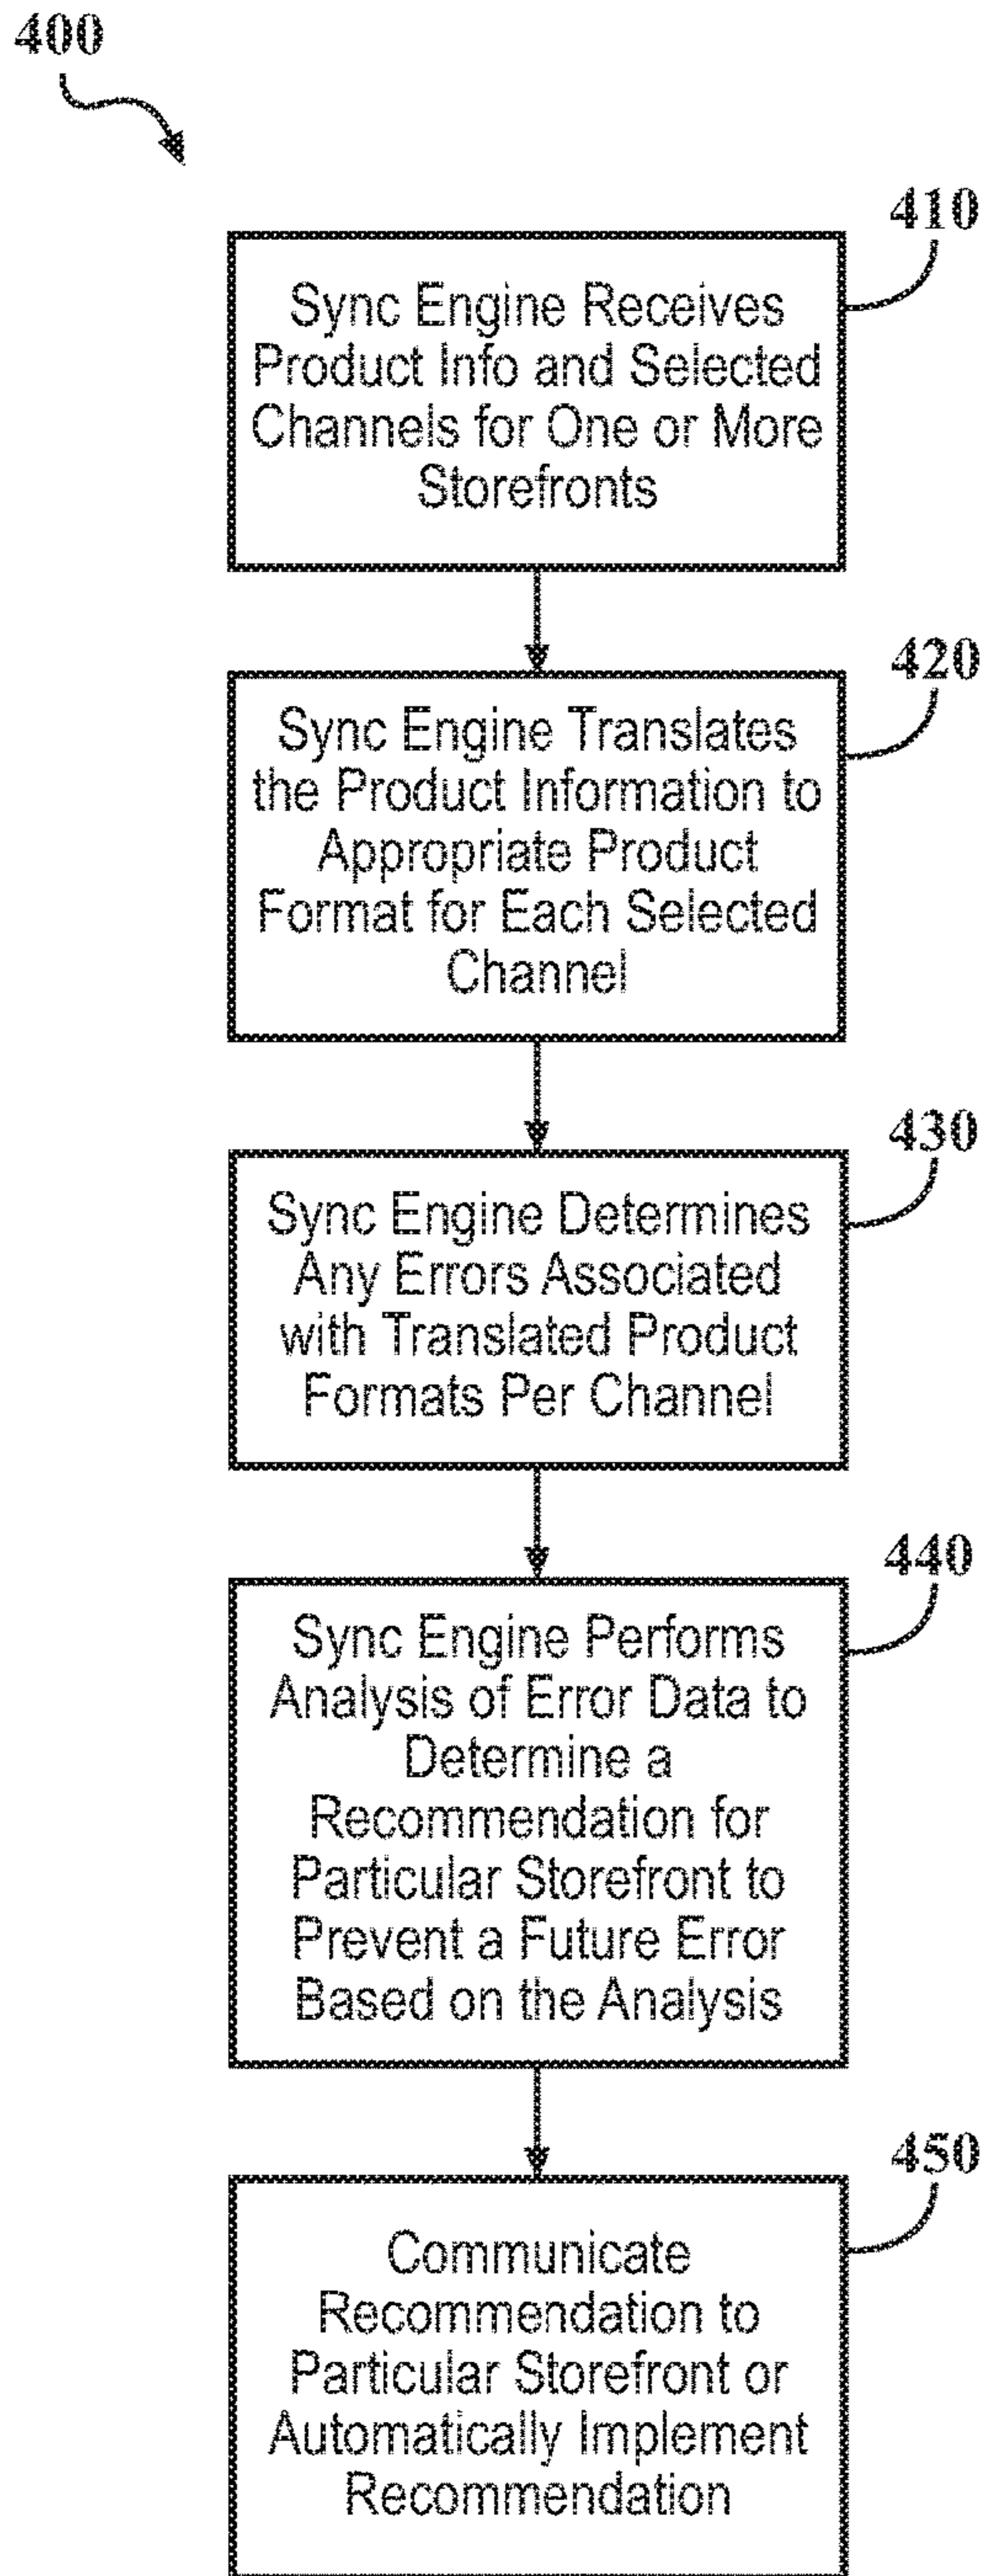 400
410
Sync Engine Receives
Product Info and Selected
Channels for One or More
Storefronts
420
Sync Engine Translates
the Product Information to
Appropriate Product
Format for Each Selected
Channel
430
Sync Engine Determines
Any Errors Associated
with Translated Product
Formats Per Channel
440
Sync Engine Performs
Analysis of Error Data to
Determine a
Recommendation for
Particular Storefront to
Prevent a Future Error
Based on the Analysis
450
Communicate
Recommendation to
Particular Storefront or
Automatically Implement
Recommendation